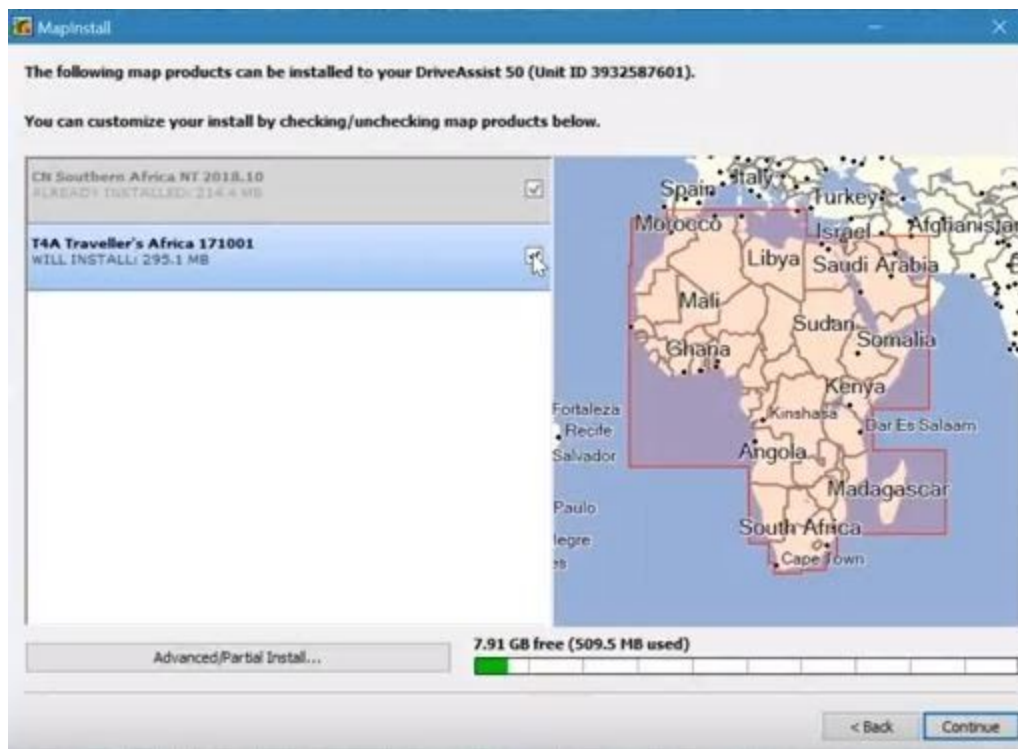 MapInstall
The following map products can be installed to your DriveAssist 50 (Unit ID 3932587601).
You can customize your install by checking/unchecking map products below.
CN Southern Africa NT 2018.10
ALREADY INSTALLED: 214.4 MB
T4A Traveller's Africa 171001
WILL INSTALL: 295.1 MB
Spain
Italy
Turkey
Morocco
Israel
Afghanistan
Libya
Saudi Arabia
Mali
Sudan
Somalia
Ghana
Kenya
Fortaleza
Kinshasa
Recife
Dar Es Salaam
Salvador
Angola
Madagascar
Paulo
South Africa
legre
es
Cape Town
Advanced/Partial Install...
7.91 GB free (509.5 MB used)
< Back
Continue